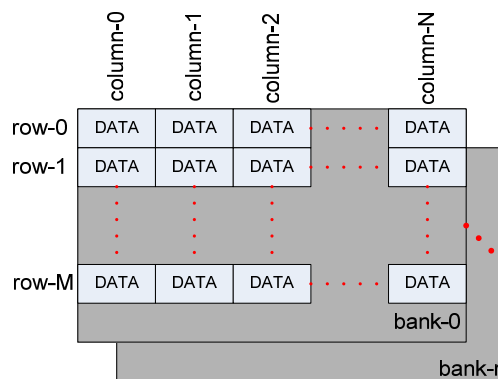 column-0 column-1 column-2 column-N
row-0 DATA DATA DATA DATA
row-1 DATA DATA DATA DATA
row-M DATA DATA DATA DATA
bank-0